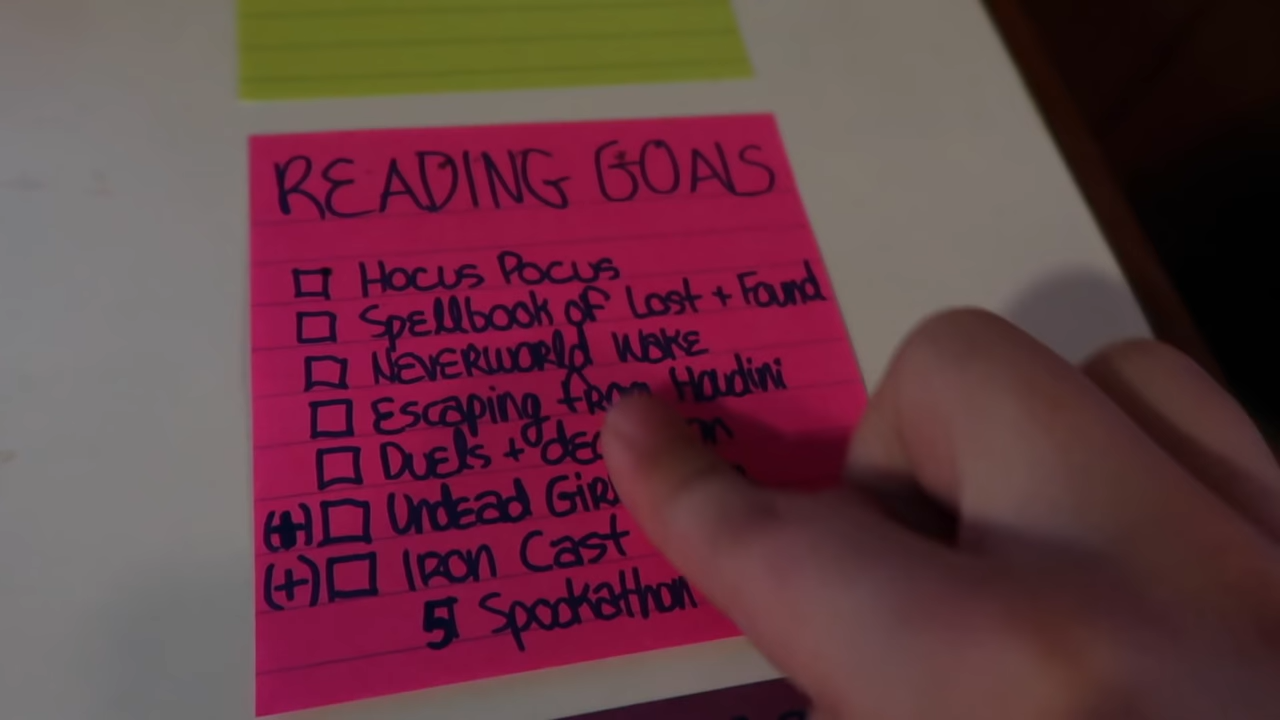 READING GOALS
Hocus Pocus
Spellbook of Lost + Found
NEVERWORLD WAKE
Escaping from Houdini
Duels +
Undead
(+) IRON Cast
5 Spookathon